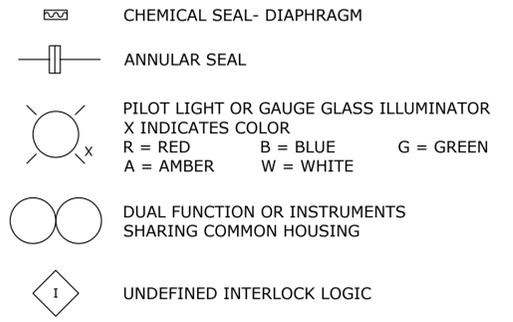 CHEMICAL SEAL- DIAPHRAGM
ANNULAR SEAL
PILOT LIGHT OR GAUGE GLASS ILLUMINATOR
X INDICATES COLOR
X
R = RED B = BLUE G = GREEN
A = AMBER W = WHITE
DUAL FUNCTION OR INSTRUMENTS
SHARING COMMON HOUSING
I UNDEFINED INTERLOCK LOGIC